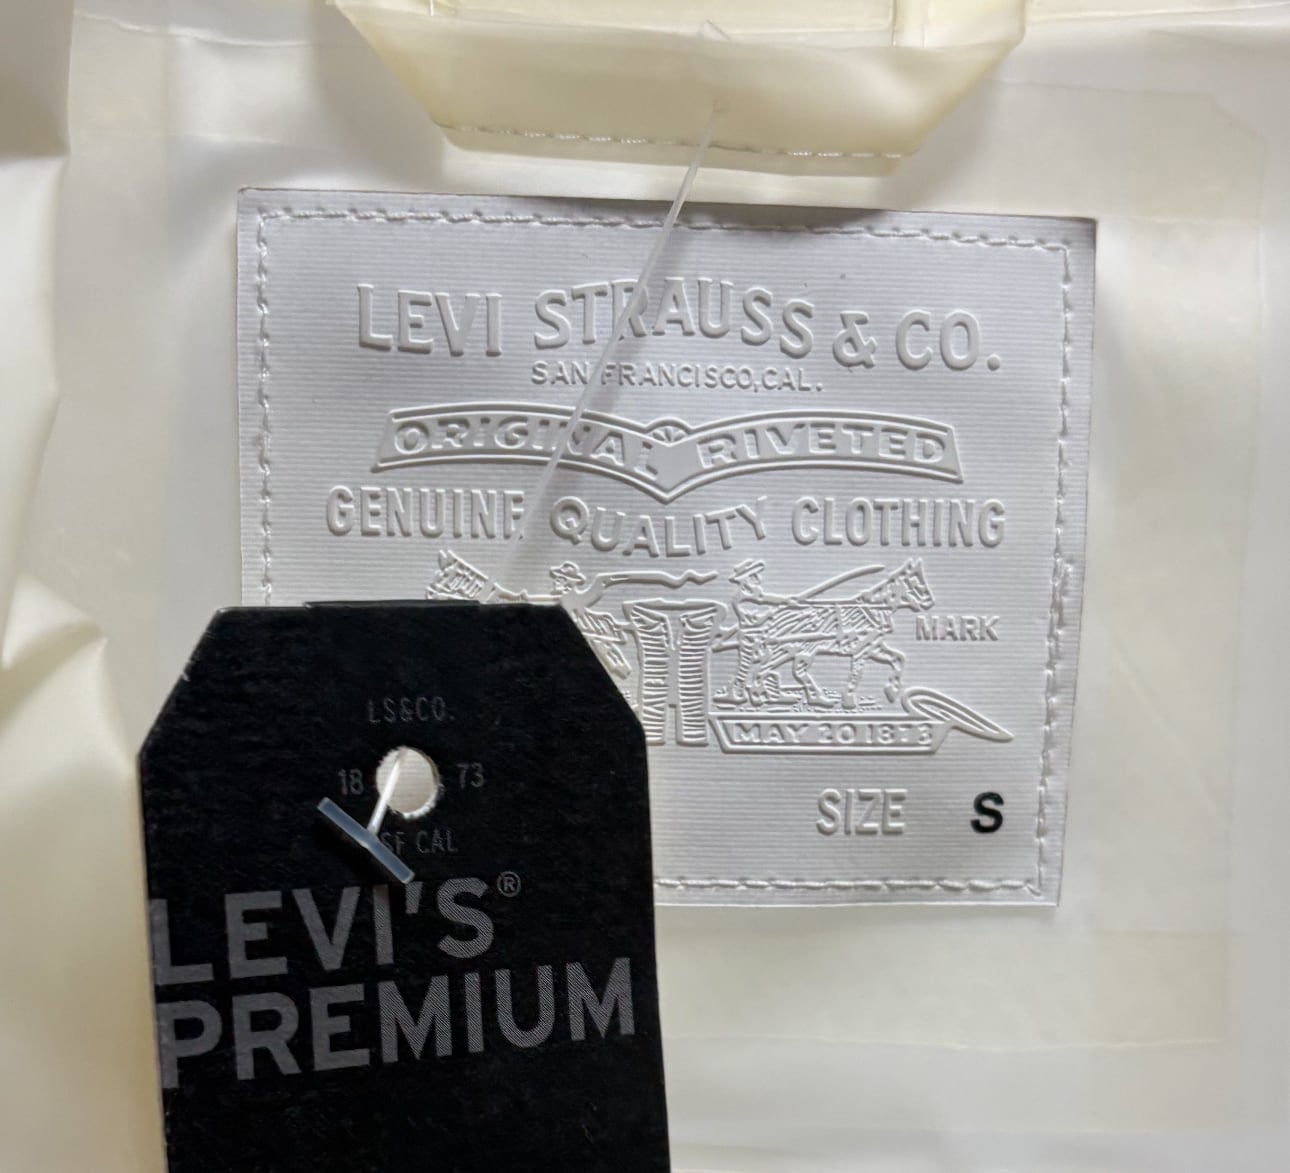 LEVI STRAUSS & CO.
SAN FRANCISCO, CAL.
ORIGINAL RIVETED
GENUINE QUALITY CLOTHING
MARK
MAY 20 1873
SIZE S
LS&CO.
18 73
SF CAL
LEVI'S®
PREMIUM